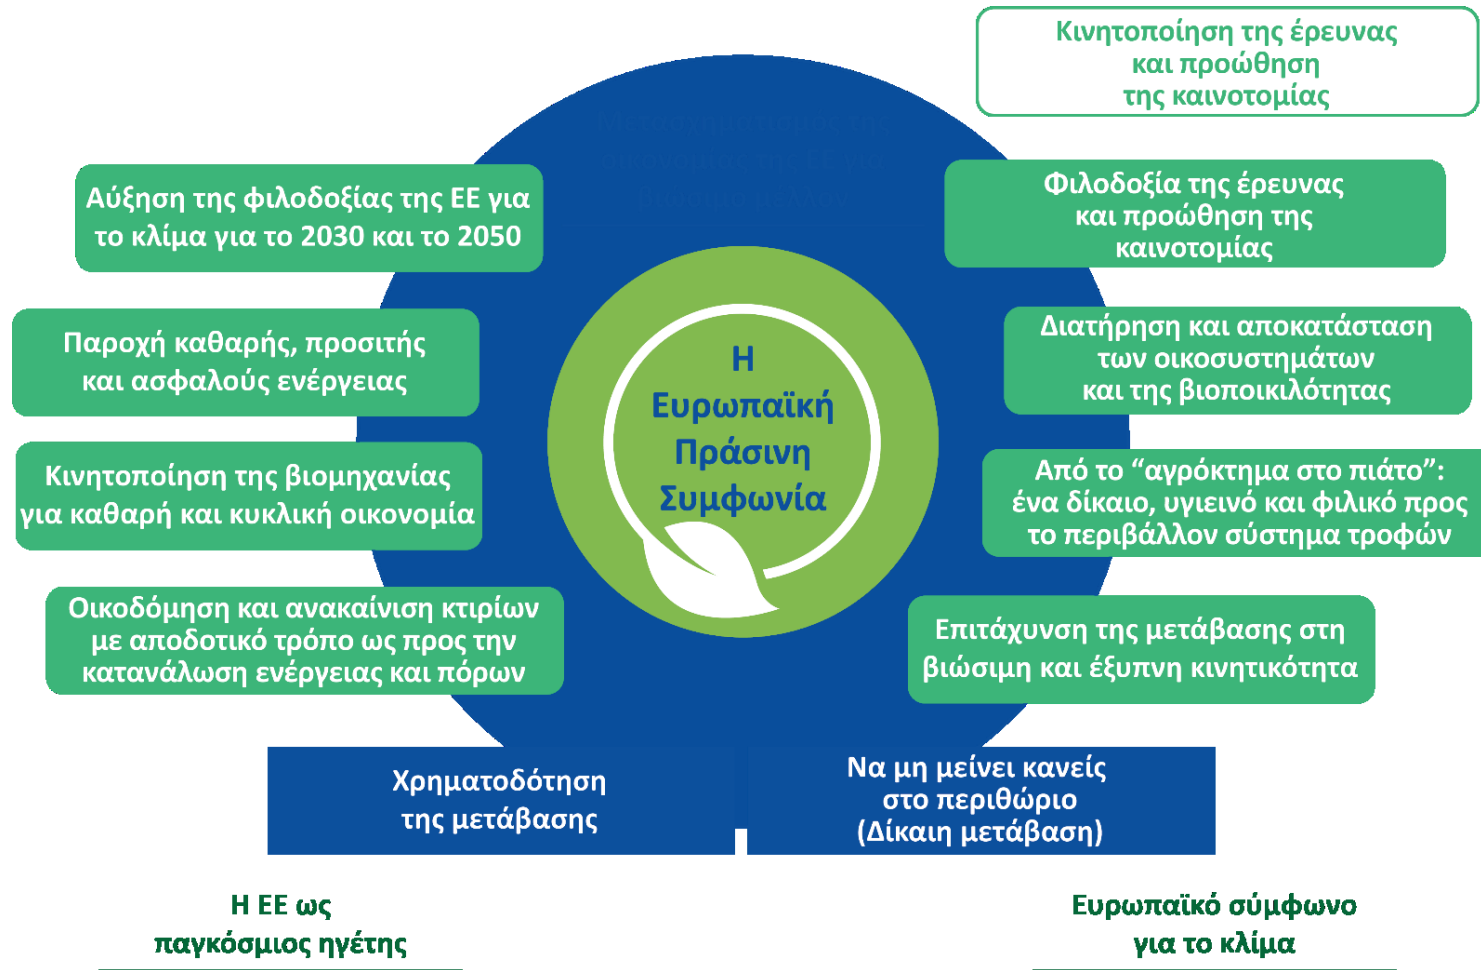 Κινητοποίηση της έρευνας
και προώθηση
της καινοτομίας
Αύξηση της φιλοδοξίας της ΕΕ για
το κλίμα για το 2030 και το 2050
Φιλοδοξία της έρευνας
και προώθηση της
καινοτομίας
Παροχή καθαρής, προσιτής
και ασφαλούς ενέργειας
Διατήρηση και αποκατάσταση
των οικοσυστημάτων
και της βιοποικιλότητας
Η
Ευρωπαϊκή
Πράσινη
Συμφωνία
Κινητοποίηση της βιομηχανίας
για καθαρή και κυκλική οικονομία
Από το “αγρόκτημα στο πιάτο”:
ένα δίκαιο, υγιεινό και φιλικό προς
το περιβάλλον σύστημα τροφών
Οικοδόμηση και ανακαίνιση κτιρίων
με αποδοτικό τρόπο ως προς την
κατανάλωση ενέργειας και πόρων
Επιτάχυνση της μετάβασης στη
βιώσιμη και έξυπνη κινητικότητα
Χρηματοδότηση
της μετάβασης
Να μη μείνει κανείς
στο περιθώριο
(Δίκαιη μετάβαση)
Η ΕΕ ως
παγκόσμιος ηγέτης
Ευρωπαϊκό σύμφωνο
για το κλίμα